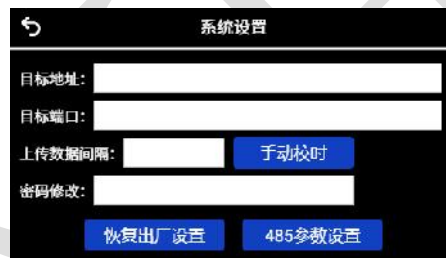 系统设置
目标地址:
目标端口:
上传数据间隔: 手动校时
密码修改:
恢复出厂设置 485参数设置